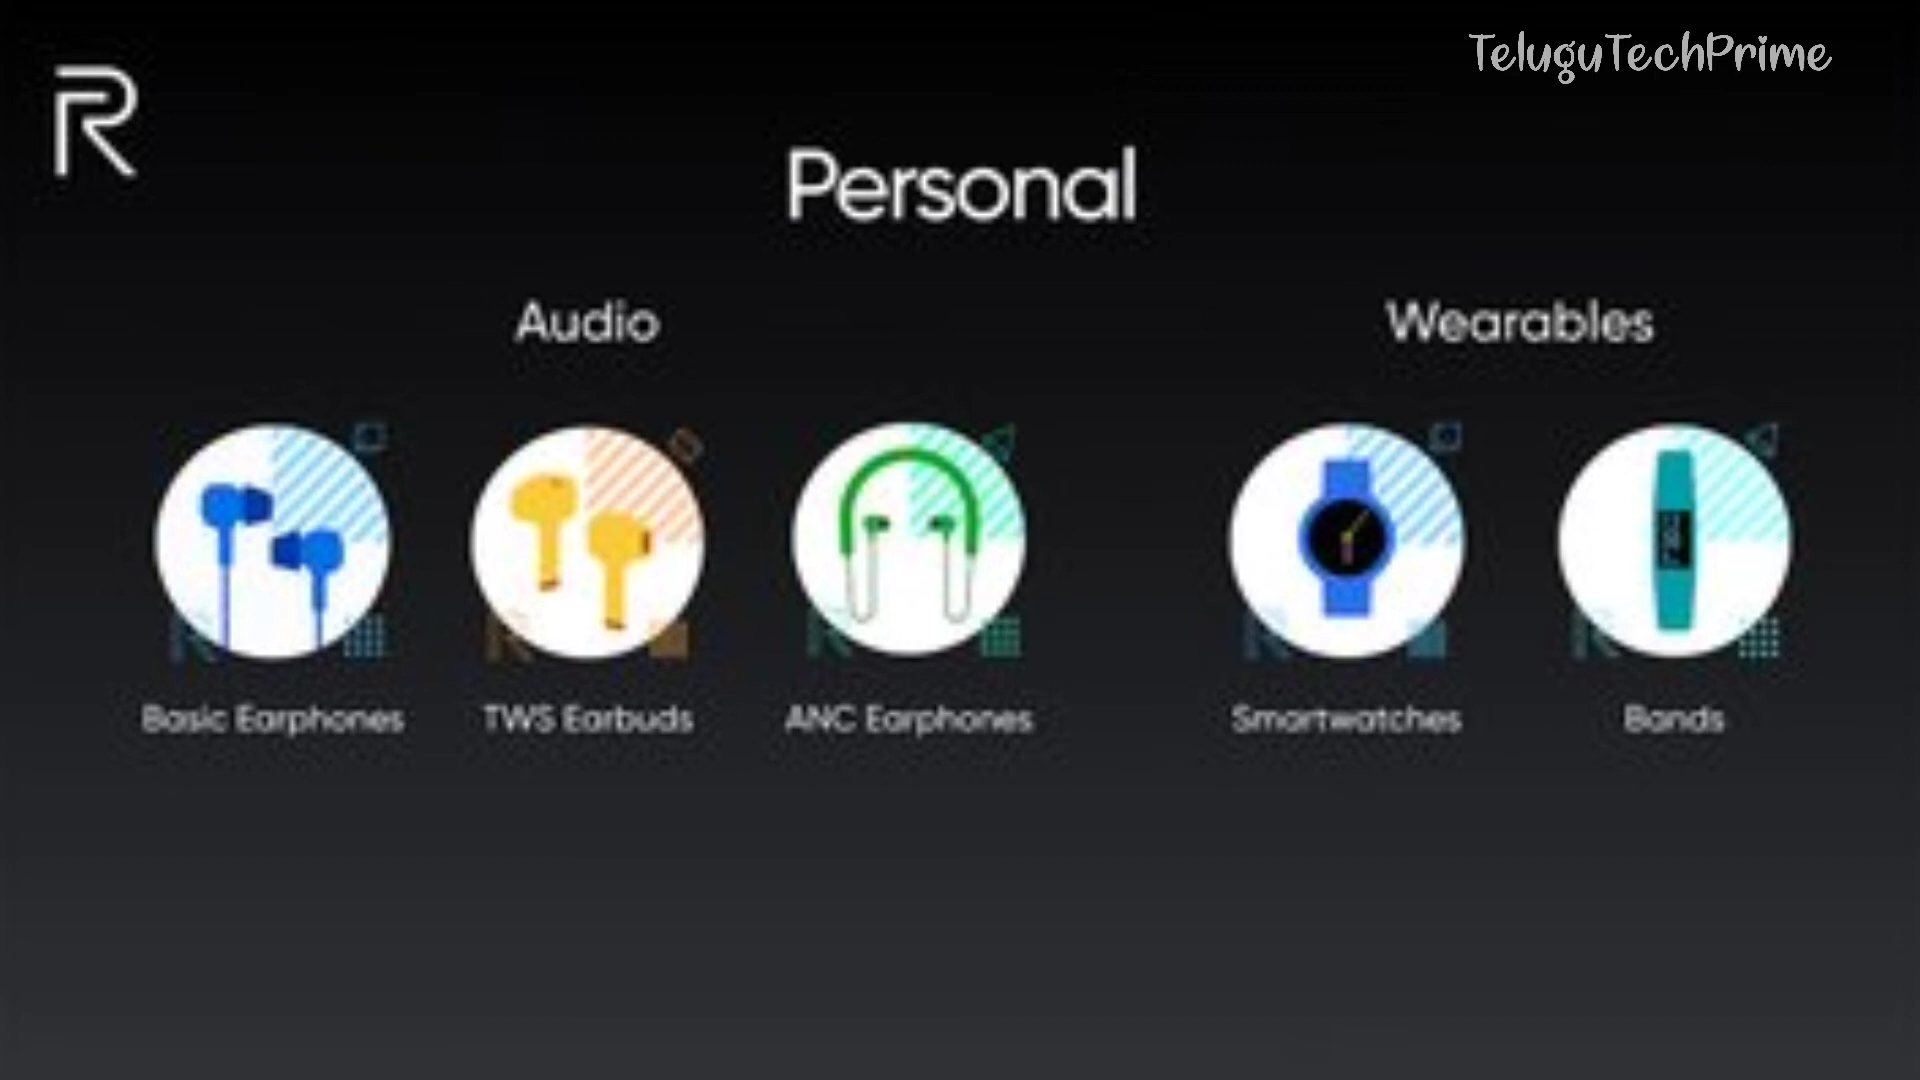 TeluguTechPrime
R
Personal
Audio
Wearables
Basic Earphones
TWS Earbuds
ANC Earphones
Smartwatches
Bands